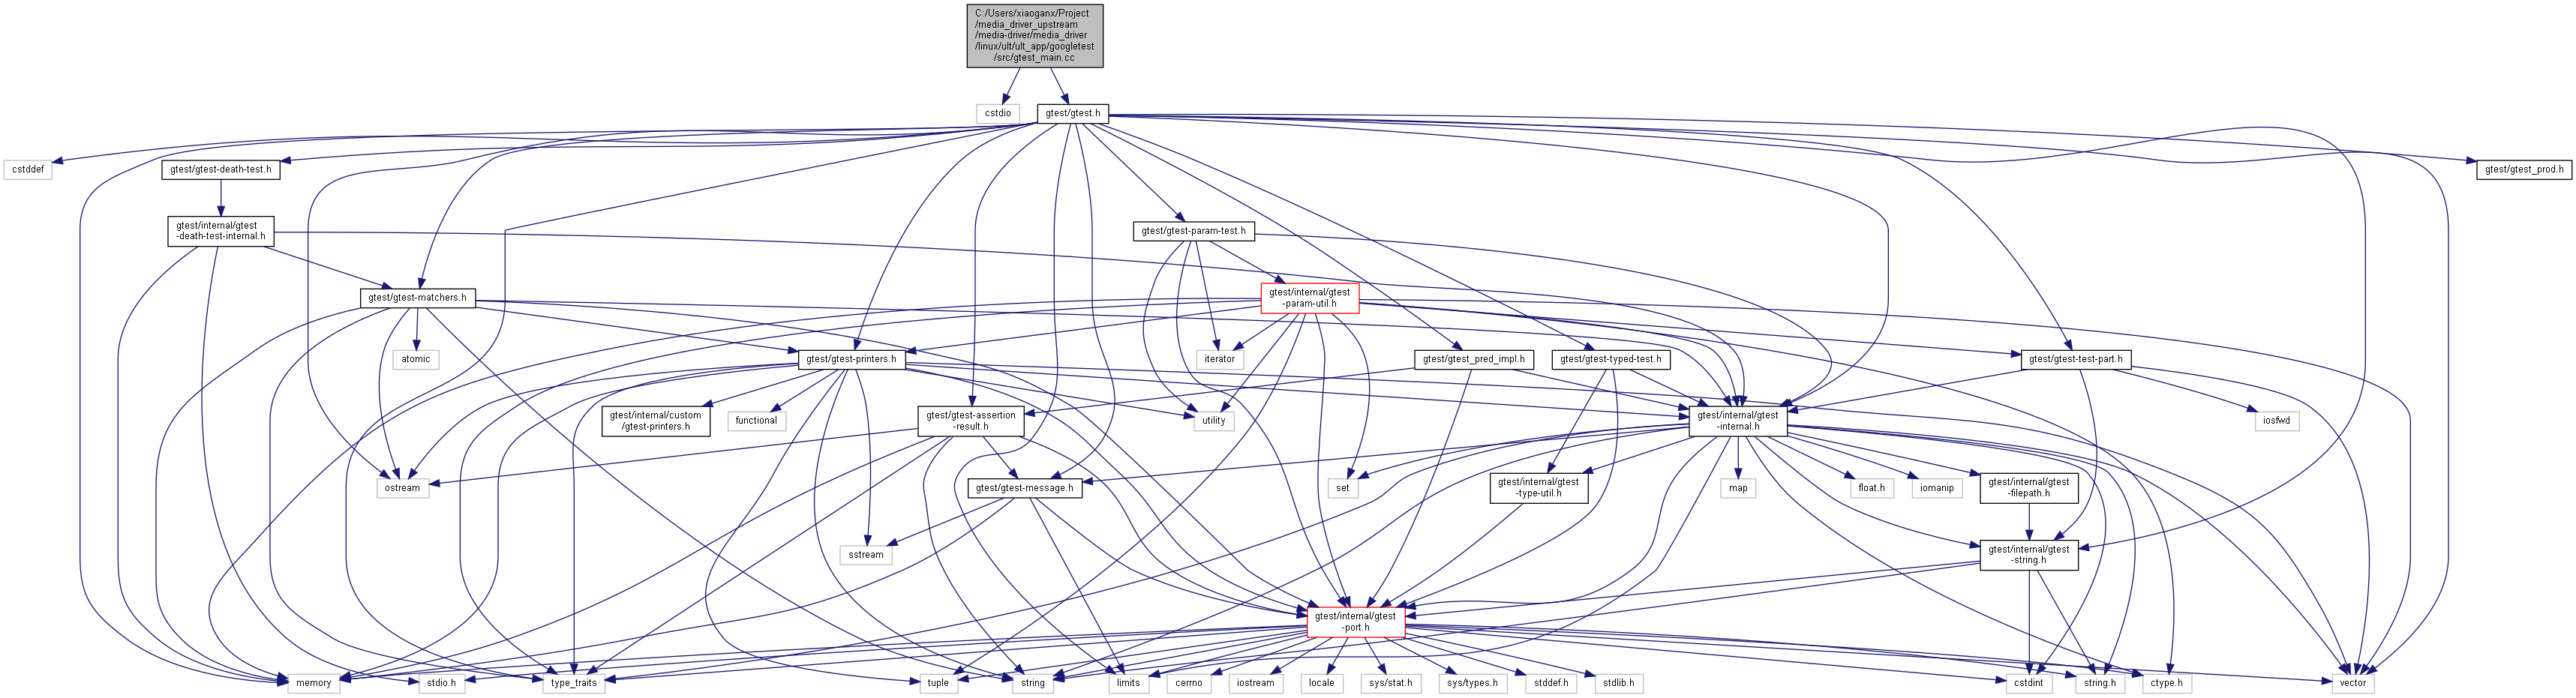 C:/Users/xiaoganx/Project
/media_driver_upstream
/media-driver/media_driver
/linux/ult/ult_app/googletest
/src/gtest_main.cc
cstdio
gtest/gtest.h
cstddef
gtest/gtest-death-test.h
gtest/gtest_prod.h
gtest/internal/gtest
-death-test-internal.h
gtest/gtest-param-test.h
gtest/gtest-matchers.h
gtest/internal/gtest
-param-util.h
atomic
gtest/gtest-printers.h
iterator
gtest/gtest_pred_impl.h
gtest/gtest-typed-test.h
gtest/gtest-test-part.h
gtest/internal/custom
/gtest-printers.h
functional
gtest/gtest-assertion
-result.h
utility
gtest/internal/gtest
-internal.h
iosfwd
ostream
gtest/gtest-message.h
set
gtest/internal/gtest
-type-util.h
map
float.h
iomanip
gtest/internal/gtest
-filepath.h
sstream
gtest/internal/gtest
-string.h
gtest/internal/gtest
-port.h
memory
stdio.h
type_traits
tuple
string
limits
cerrno
iostream
locale
sys/stat.h
sys/types.h
stddef.h
stdlib.h
cstdint
string.h
ctype.h
vector